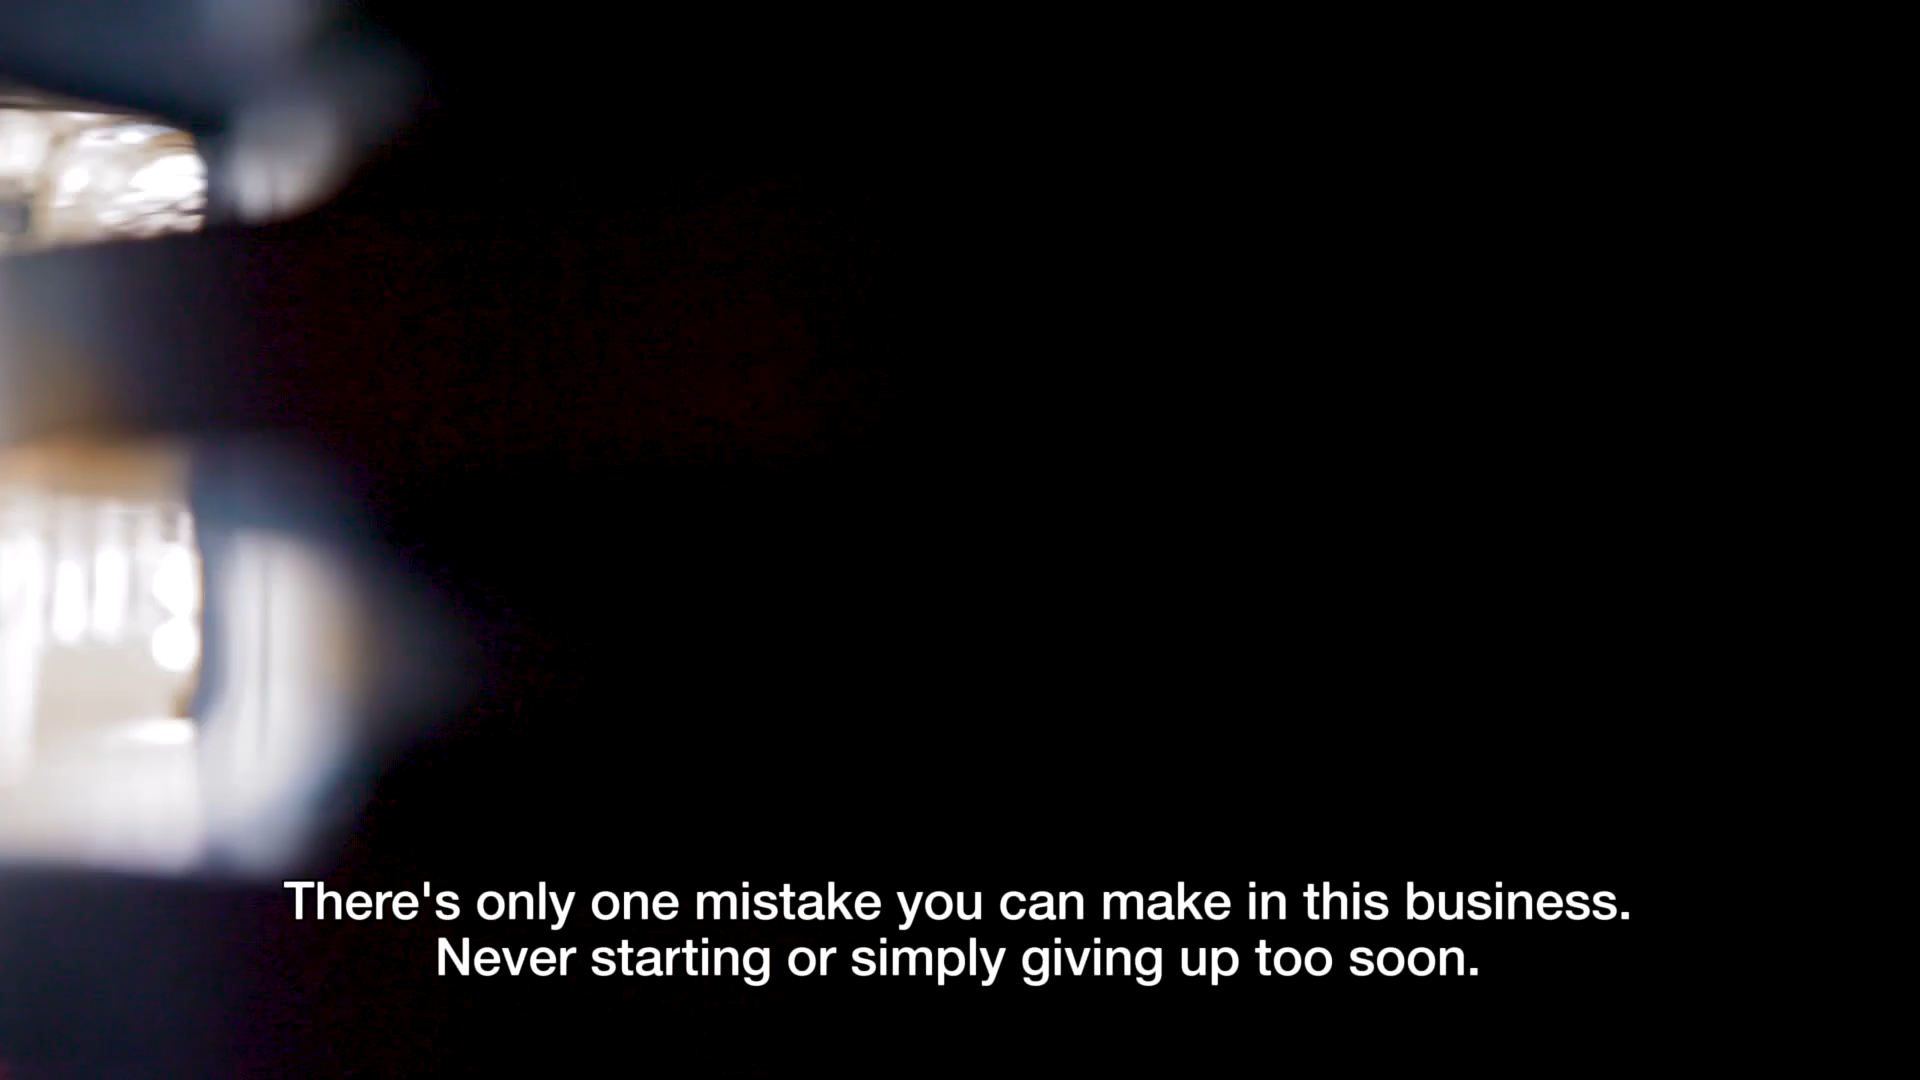 There's only one mistake you can make in this business.
Never starting or simply giving up too soon.